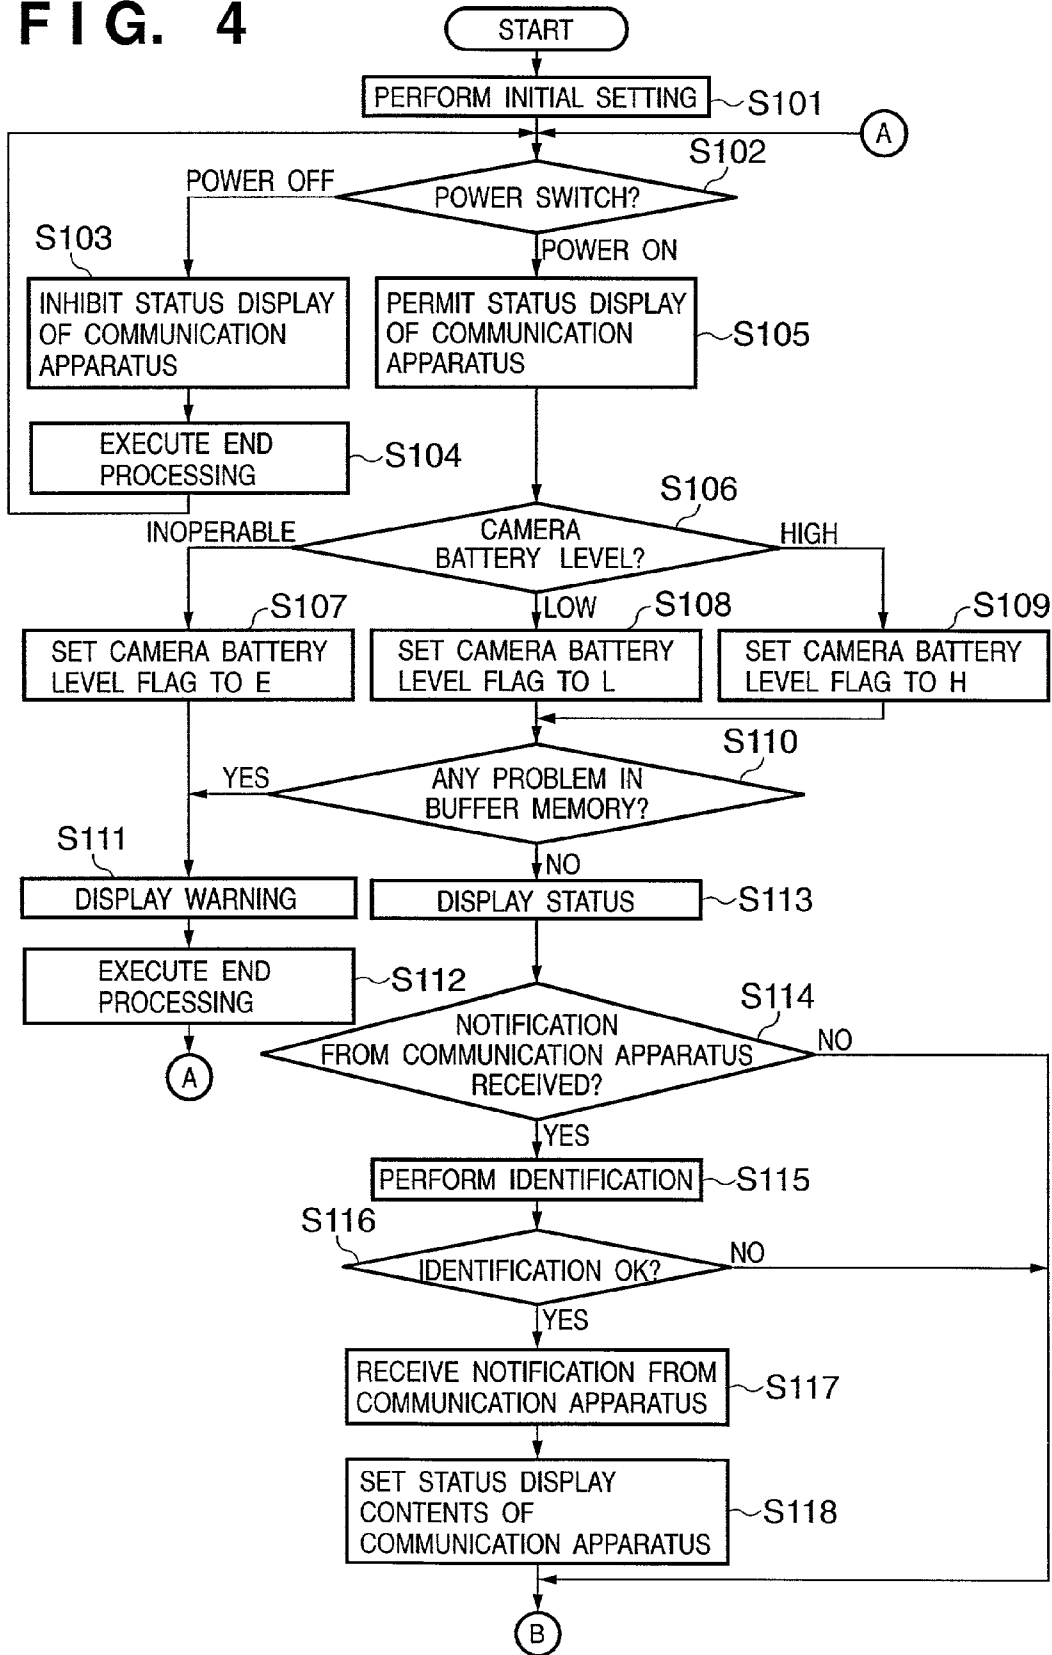 FIG. 4
START
PERFORM INITIAL SETTING
S101
A
S102
POWER SWITCH?
POWER OFF
POWER ON
S103
INHIBIT STATUS DISPLAY
OF COMMUNICATION
APPARATUS
PERMIT STATUS DISPLAY
OF COMMUNICATION
APPARATUS
S105
EXECUTE END
PROCESSING
S104
S106
CAMERA
BATTERY LEVEL?
INOPERABLE
HIGH
LOW
S107
SET CAMERA BATTERY
LEVEL FLAG TO E
S108
SET CAMERA BATTERY
LEVEL FLAG TO L
S109
SET CAMERA BATTERY
LEVEL FLAG TO H
S110
ANY PROBLEM IN
BUFFER MEMORY?
YES
NO
S111
DISPLAY WARNING
DISPLAY STATUS
S113
EXECUTE END
PROCESSING
S112
A
S114
NOTIFICATION
FROM COMMUNICATION APPARATUS
RECEIVED?
NO
YES
PERFORM IDENTIFICATION
S115
S116
IDENTIFICATION OK?
NO
YES
RECEIVE NOTIFICATION FROM
COMMUNICATION APPARATUS
S117
SET STATUS DISPLAY
CONTENTS OF
COMMUNICATION APPARATUS
S118
B